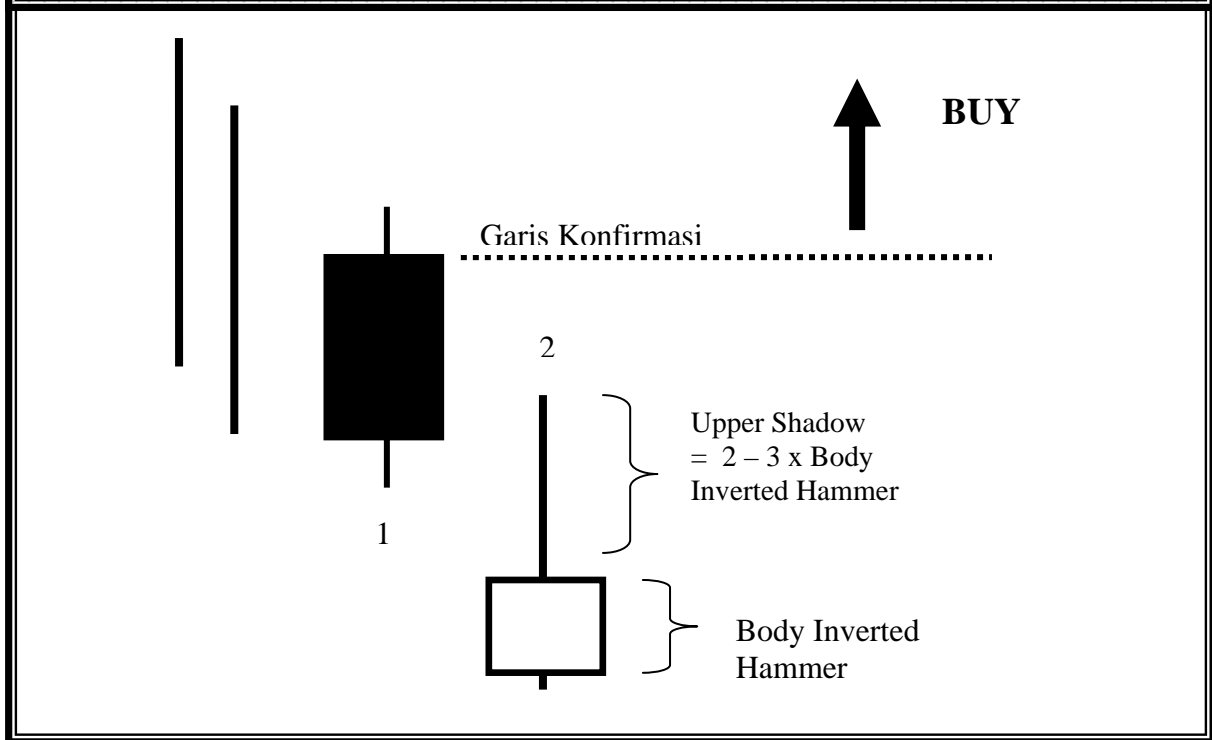 BUY
Garis Konfirmasi
2
Upper Shadow
= 2 – 3 x Body
Inverted Hammer
1
Body Inverted
Hammer